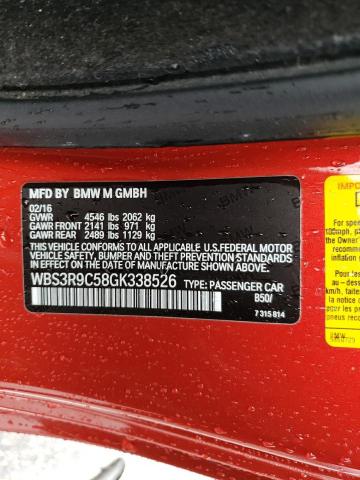 MFD BY BMW M GMBH
02/16
GVWR 4546 lbs 2062 kg
GAWR FRONT 2141 lbs 971 kg
GAWR REAR 2489 lbs 1129 kg
THIS VEHICLE CONFORMS TO ALL APPLICABLE U.S.FEDERAL MOTOR
VEHICLE SAFETY, BUMPER, AND THEFT PREVENTION STANDARDS
IN EFFECT ON THE DATE OF MANUFACTURE SHOWN ABOVE.
WBS3R9C58GK338526 TYPE: PASSENGER CAR
B50/
7 315 814
IMPO